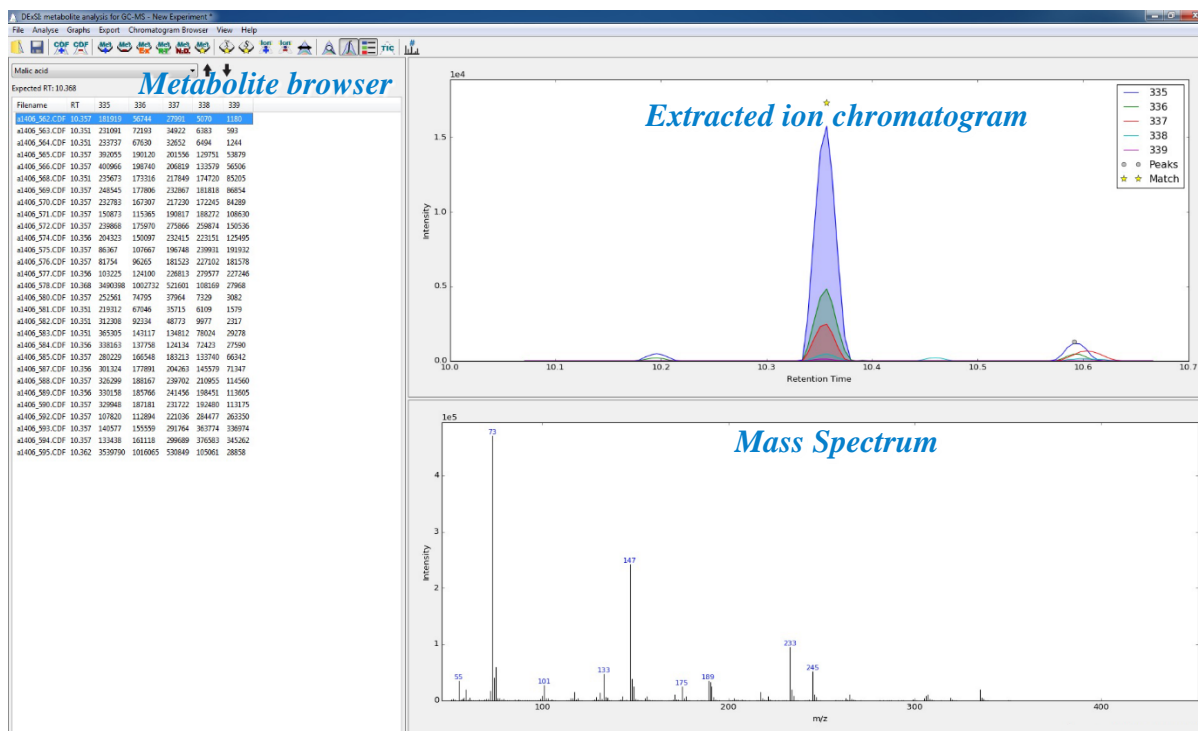 DExSI: metabolite analysis for GC-MS - New Experiment *
File Analyse Graphs Export Chromatogram Browser View Help
Malic acid
Metabolite browser
Expected RT: 10.368
Filename RT 335 336 337 338 339
a1406_562.CDF 10.357 181919 56744 27991 5070 1180
a1406_563.CDF 10.351 231091 72193 34922 6383 593
a1406_564.CDF 10.351 233737 67630 32652 6494 1244
a1406_565.CDF 10.357 392055 190120 201556 129751 53879
a1406_566.CDF 10.357 400966 198740 206819 133579 56506
a1406_568.CDF 10.351 235673 173316 217849 174720 85205
a1406_569.CDF 10.357 248545 177806 232867 181818 86854
a1406_570.CDF 10.357 232783 167307 217230 172245 84289
a1406_571.CDF 10.357 150873 115365 190817 188272 108630
a1406_572.CDF 10.357 239868 175970 275866 259874 150536
a1406_574.CDF 10.356 204323 150097 232415 223151 125495
a1406_575.CDF 10.357 86367 107667 196748 239931 191932
a1406_576.CDF 10.357 81754 96265 181523 227102 181578
a1406_577.CDF 10.356 103225 124100 226813 279577 227246
a1406_578.CDF 10.368 3490398 1002732 521601 108169 27968
a1406_580.CDF 10.357 252561 74795 37964 7329 3082
a1406_581.CDF 10.351 219312 67046 35715 6109 1579
a1406_582.CDF 10.351 312308 92334 48773 9977 2317
a1406_583.CDF 10.351 365305 143117 134812 78024 29278
a1406_584.CDF 10.356 338163 137758 124134 72423 27590
a1406_585.CDF 10.357 280229 166548 183213 133740 66342
a1406_587.CDF 10.356 301324 177891 204263 145579 71347
a1406_588.CDF 10.357 326299 188167 239702 210955 114560
a1406_589.CDF 10.356 330158 185766 241456 198451 113605
a1406_590.CDF 10.357 329948 187181 231722 192480 113175
a1406_592.CDF 10.357 107820 112894 221036 284477 263350
a1406_593.CDF 10.357 140577 155559 291764 363774 336974
a1406_594.CDF 10.357 133438 161118 299689 376583 345262
a1406_595.CDF 10.362 3539790 1016065 530849 105061 28858
1e4
Extracted ion chromatogram
335
336
337
338
339
Peaks
Match
1.5
1.0
0.5
0.0
Intensity
10.0 10.1 10.2 10.3 10.4 10.5 10.6 10.7
Retention Time
1e5
Mass Spectrum
73
147
233
133
245
55
101
175
189
4
3
2
1
0
Intensity
100 200 300 400
m/z